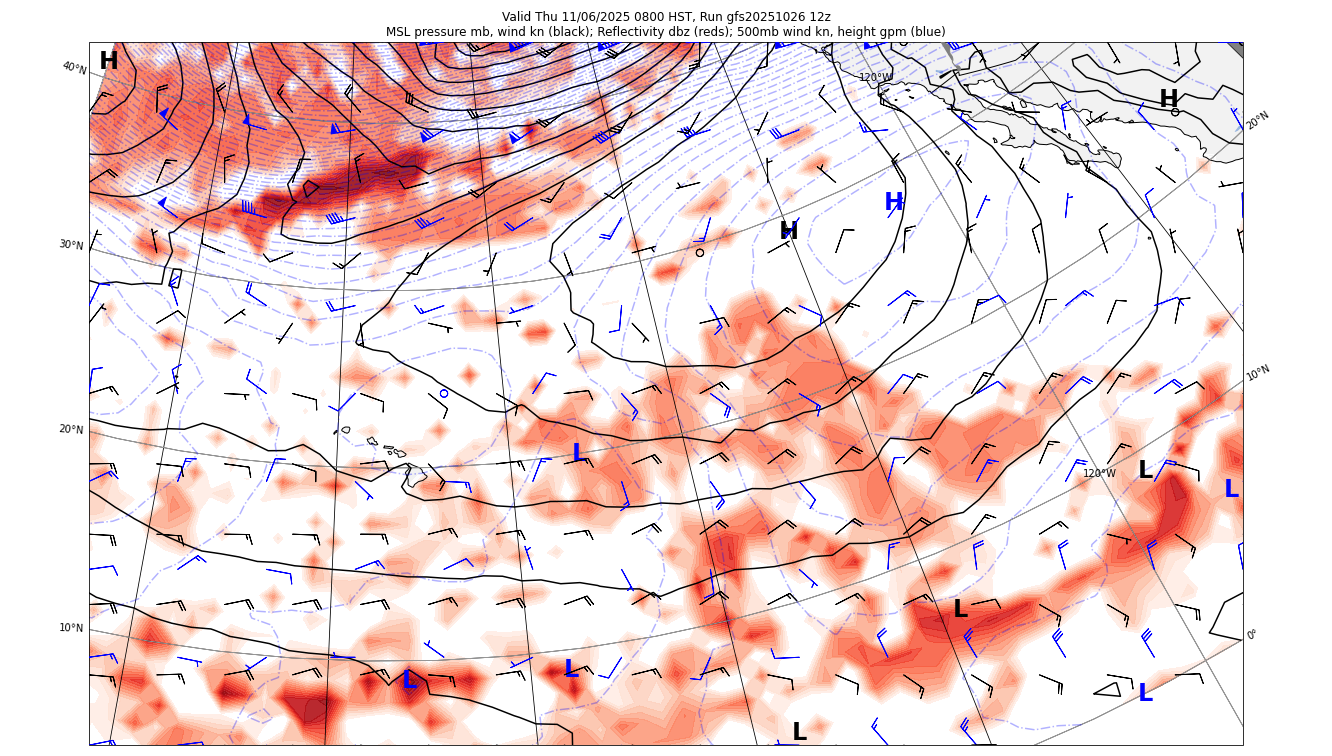 Valid Thu 11/06/2025 0800 HST, Run gfs20251026 12z
MSL pressure mb, wind kn (black); Reflectivity dbz (reds); 500mb wind kn, height gpm (blue)
H
40°N
120°W
H
20°N
H
H
30°N
10°N
20°N
L
120°W
L
L
L
10°N
0°
L
L
L
L